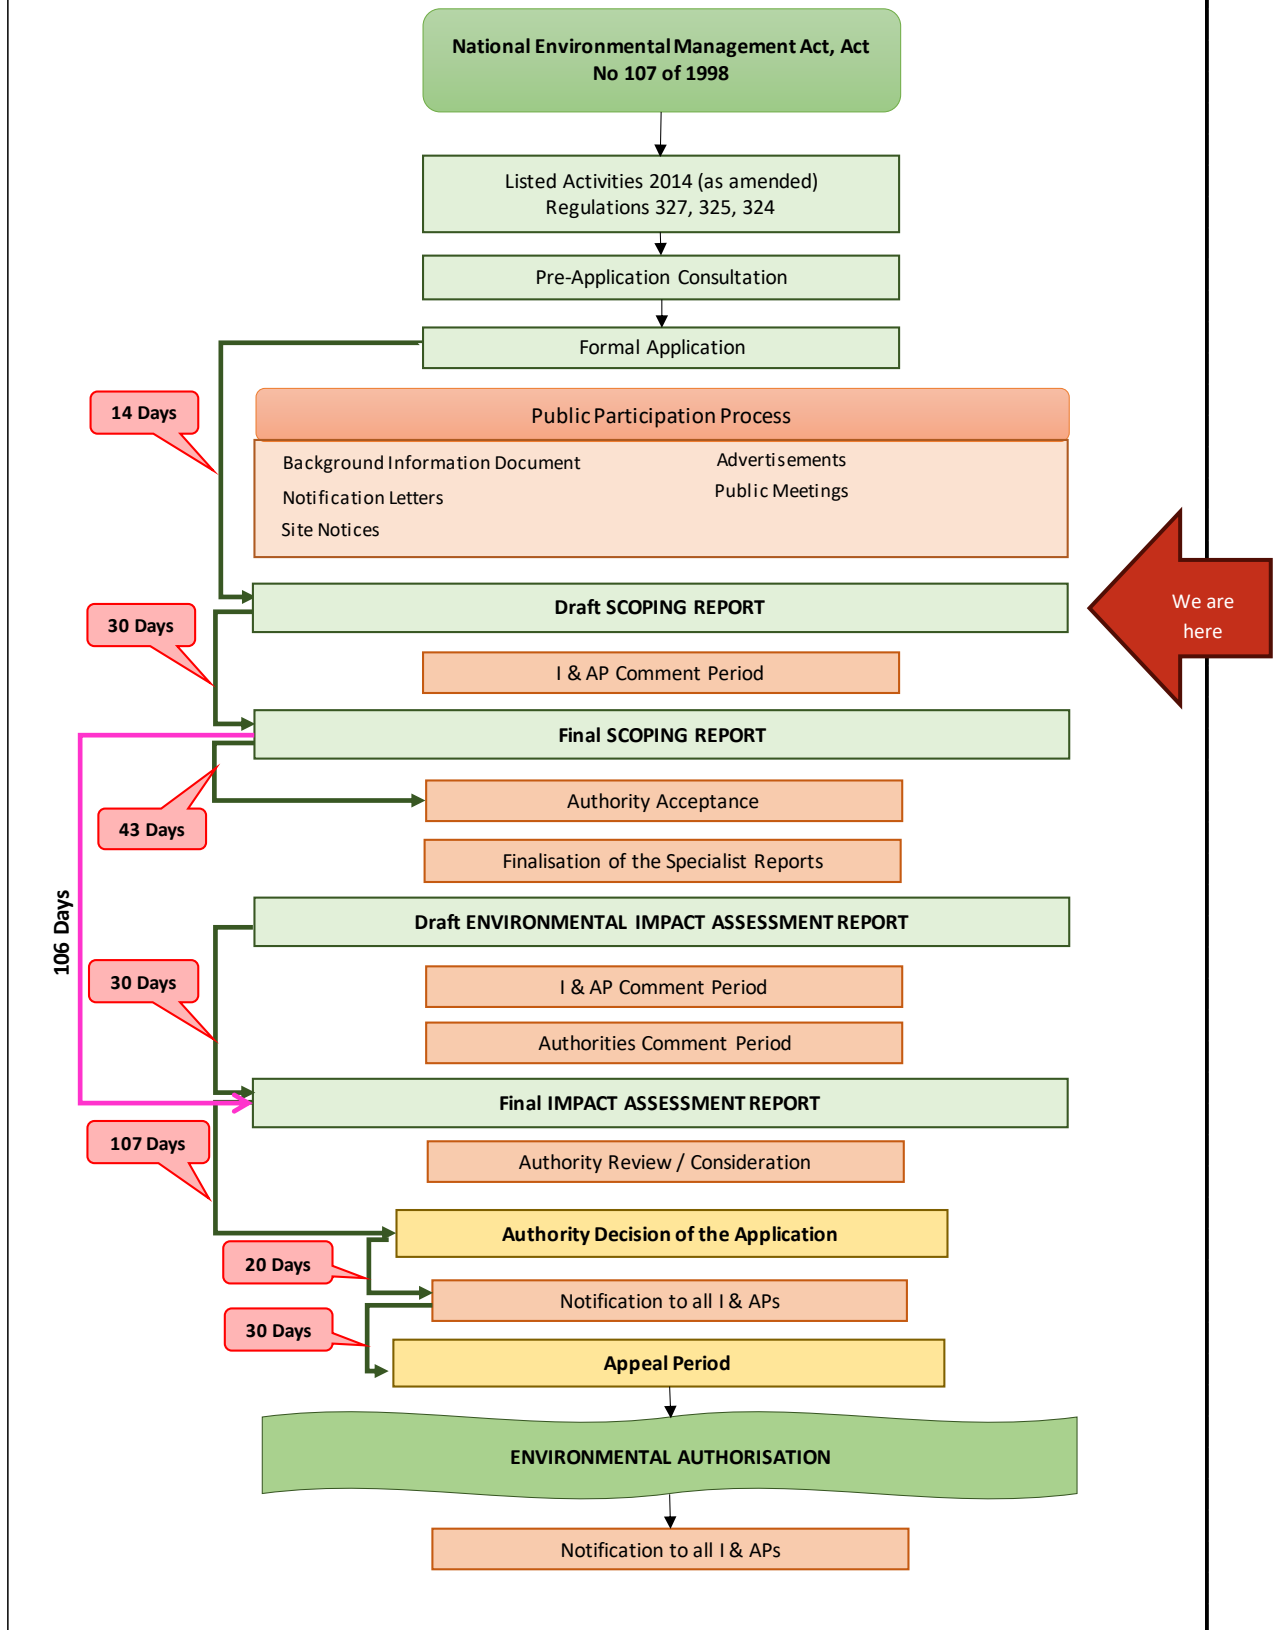 National Environmental Management Act, Act
No 107 of 1998
Listed Activities 2014 (as amended)
Regulations 327, 325, 324
Pre-Application Consultation
Formal Application
14 Days
Public Participation Process
Background Information Document
Advertisements
Notification Letters
Public Meetings
Site Notices
Draft SCOPING REPORT
We are
here
30 Days
I & AP Comment Period
Final SCOPING REPORT
Authority Acceptance
43 Days
Finalisation of the Specialist Reports
106 Days
Draft ENVIRONMENTAL IMPACT ASSESSMENT REPORT
30 Days
I & AP Comment Period
Authorities Comment Period
Final IMPACT ASSESSMENT REPORT
107 Days
Authority Review / Consideration
Authority Decision of the Application
20 Days
Notification to all I & APs
30 Days
Appeal Period
ENVIRONMENTAL AUTHORISATION
Notification to all I & APs